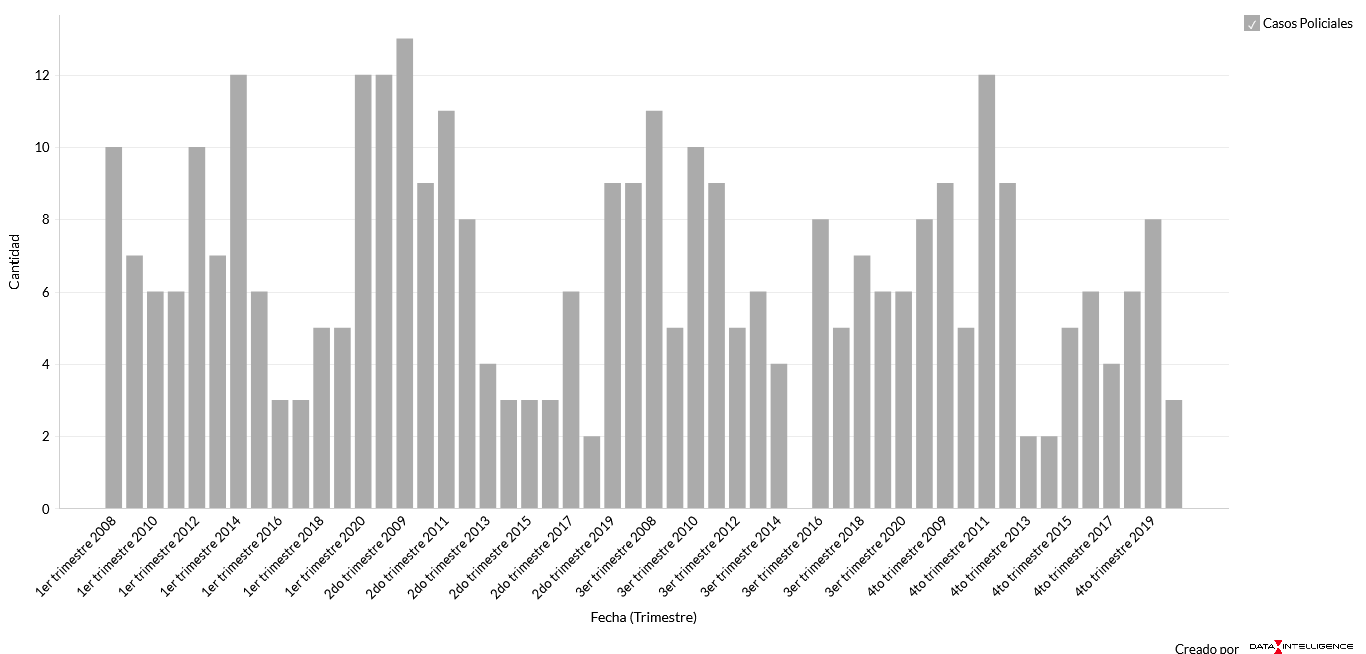 Casos Policiales
Cantidad
12
10
8
6
4
2
0
1er trimestre 2008
1er trimestre 2010
1er trimestre 2012
1er trimestre 2014
1er trimestre 2016
1er trimestre 2018
1er trimestre 2020
2do trimestre 2009
2do trimestre 2011
2do trimestre 2013
2do trimestre 2015
2do trimestre 2017
2do trimestre 2019
3er trimestre 2008
3er trimestre 2010
3er trimestre 2012
3er trimestre 2014
3er trimestre 2016
3er trimestre 2018
3er trimestre 2020
4to trimestre 2009
4to trimestre 2011
4to trimestre 2013
4to trimestre 2015
4to trimestre 2017
4to trimestre 2019
Fecha (Trimestre)
Creado por DATA INTELLIGENCE